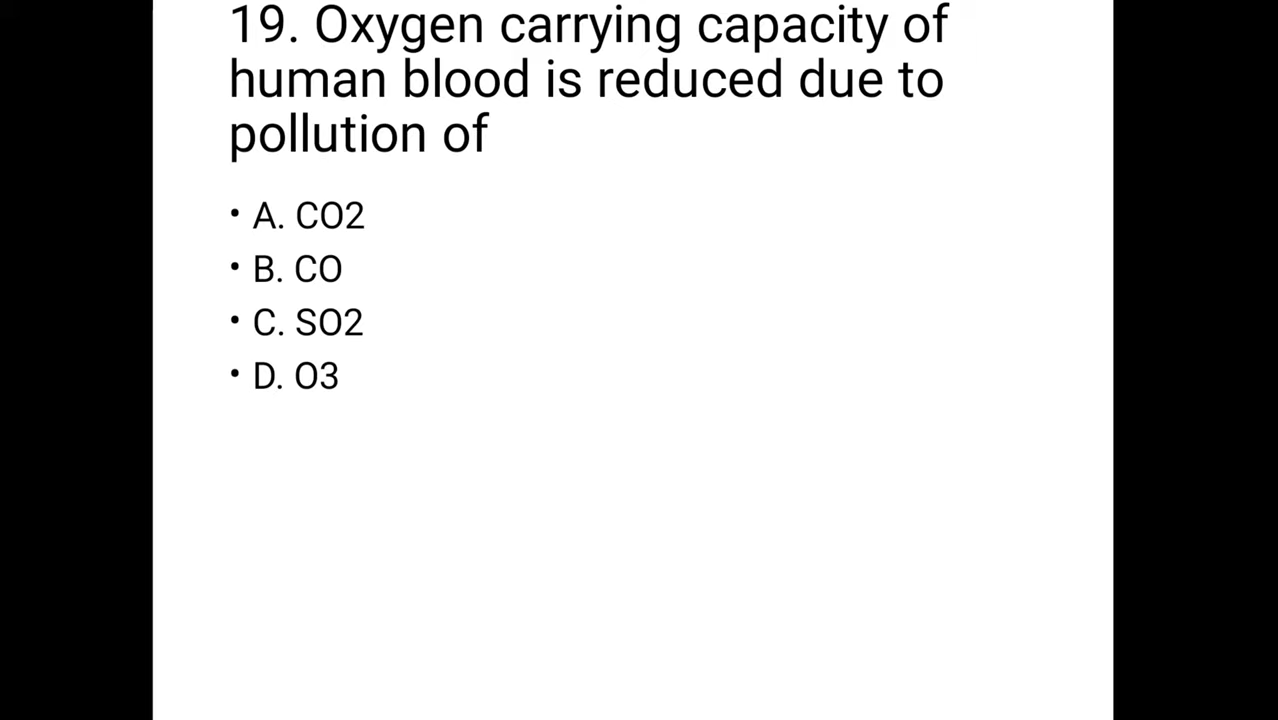 19. Oxygen carrying capacity of
human blood is reduced due to
pollution of
• A. CO2
• B. CO
• C. SO2
• D. O3